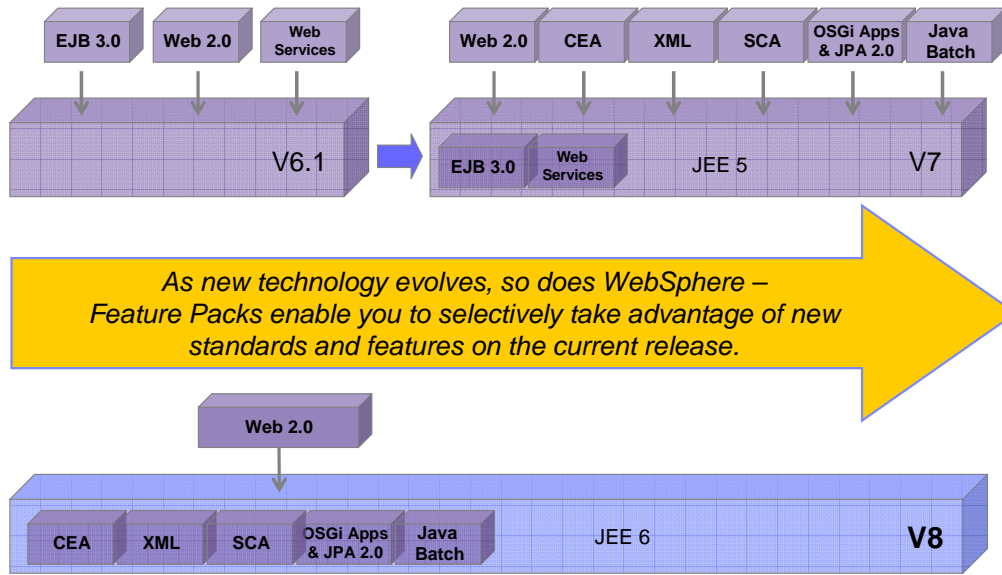 EJB 3.0
Web 2.0
Web
Services
Web 2.0
CEA
XML
SCA
OSGi Apps
& JPA 2.0
Java
Batch
V6.1
EJB 3.0
Web
Services
JEE 5
V7
As new technology evolves, so does WebSphere –
Feature Packs enable you to selectively take advantage of new
standards and features on the current release.
Web 2.0
CEA
XML
SCA
OSGi Apps
& JPA 2.0
Java
Batch
JEE 6
V8